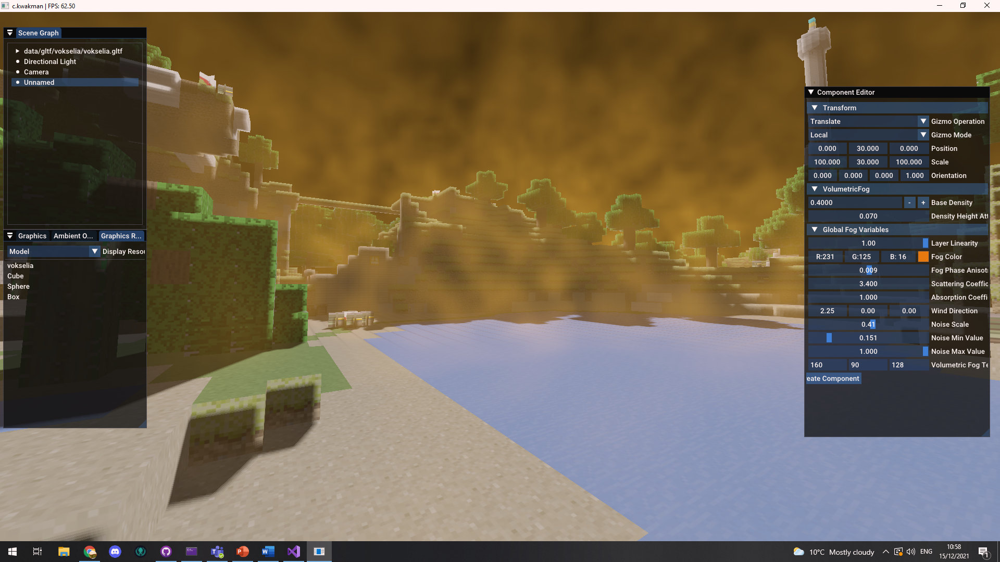 c.kwakman | FPS: 62.50
Scene Graph
data/gltf/vokselia/vokselia.gltf
Directional Light
Camera
Unnamed
Graphics Ambient O... Graphics R...
Model Display Resou
vokselia
Cube
Sphere
Box
Component Editor
Transform
Translate Gizmo Operation
Local Gizmo Mode
0.000 30.000 0.000 Position
100.000 30.000 100.000 Scale
0.000 0.000 0.000 1.000 Orientation
VolumetricFog
0.4000 - + Base Density
0.070 Density Height Att
Global Fog Variables
1.00 Layer Linearity
R:231 G:125 B: 16 Fog Color
0.009 Fog Phase Anisot
3.400 Scattering Coeffic
1.000 Absorption Coeffi
2.25 0.00 0.00 Wind Direction
0.41 Noise Scale
0.151 Noise Min Value
1.000 Noise Max Value
160 90 128 Volumetric Fog Te
eate Component
10°C Mostly cloudy ENG 10:58
15/12/2021
1